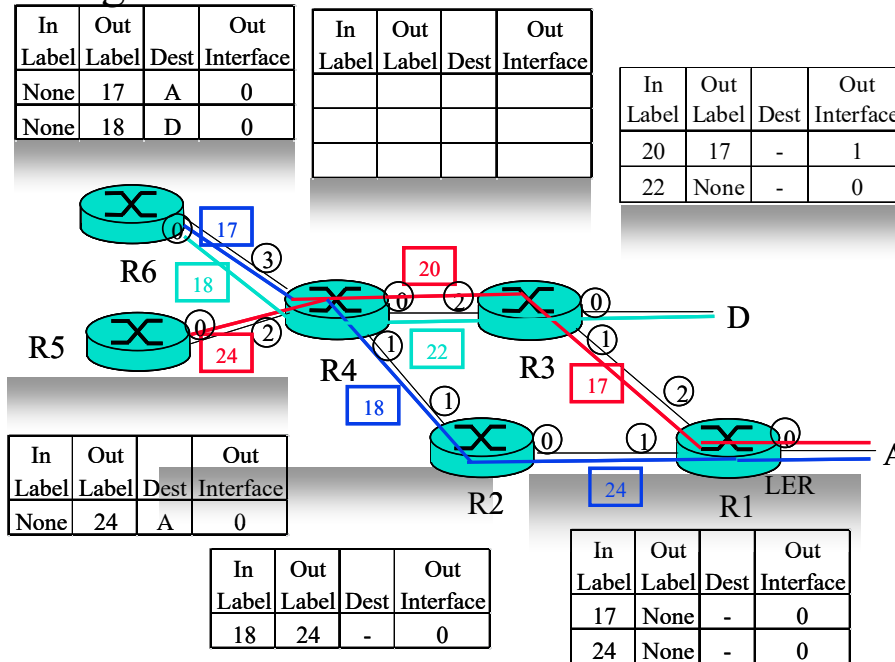 In Out Out
Label Label Dest Interface
None 17 A 0
None 18 D 0
In Out Out
Label Label Dest Interface
In Out Out
Label Label Dest Interface
20 17 - 1
22 None - 0
0
17
3
R6
18
20
0
2
0
D
R5
0
24
2
R4
1
22
R3
1
18
17
2
1
0
1
0
A
R2
24
R1
LER
In Out Out
Label Label Dest Interface
None 24 A 0
In Out Out
Label Label Dest Interface
18 24 - 0
In Out Out
Label Label Dest Interface
17 None - 0
24 None - 0